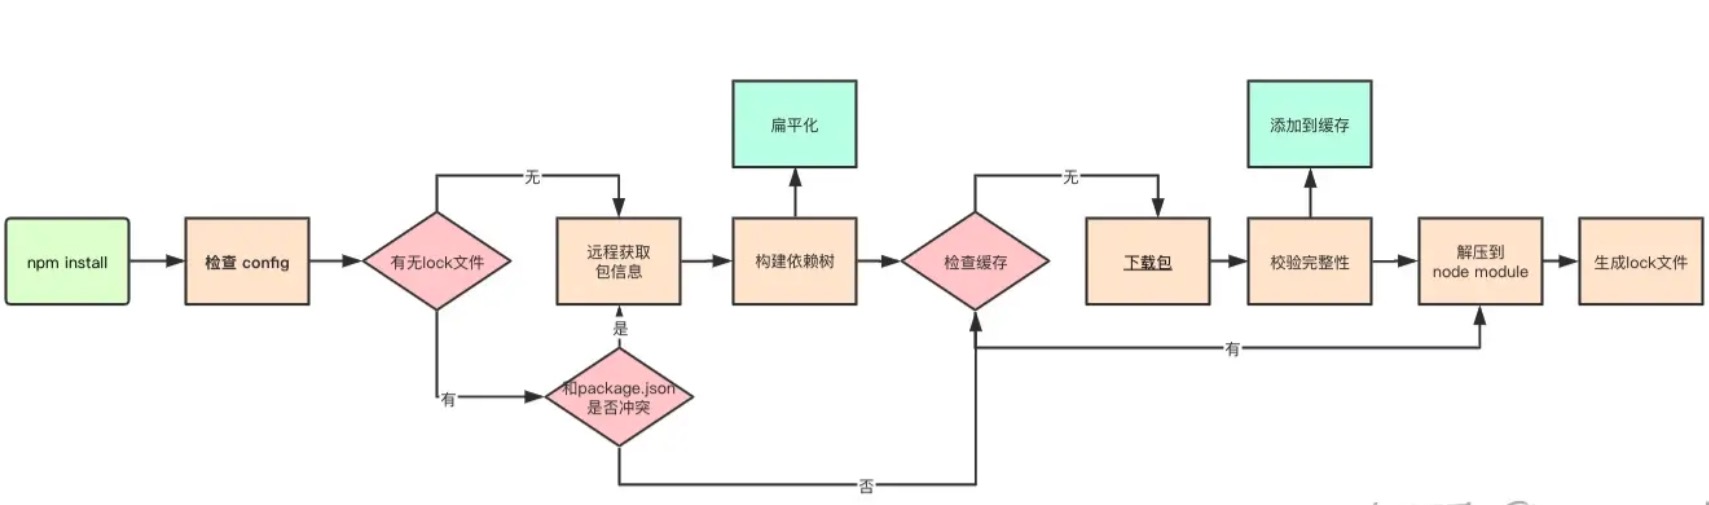 扁平化
添加到缓存
无
无
npm install
检查 config
有无lock文件
远程获取
包信息
构建依赖树
检查缓存
下载包
校验完整性
解压到
node module
生成lock文件
是
有
和package.json
是否冲突
有
否